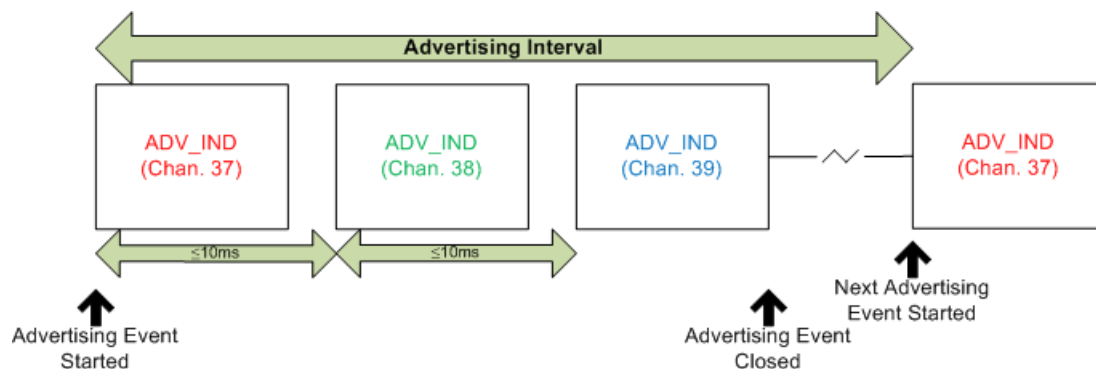 Advertising Interval
ADV_IND
(Chan. 37)
ADV_IND
(Chan. 38)
ADV_IND
(Chan. 39)
ADV_IND
(Chan. 37)
≤10ms
≤10ms
Advertising Event
Started
Advertising Event
Closed
Next Advertising
Event Started